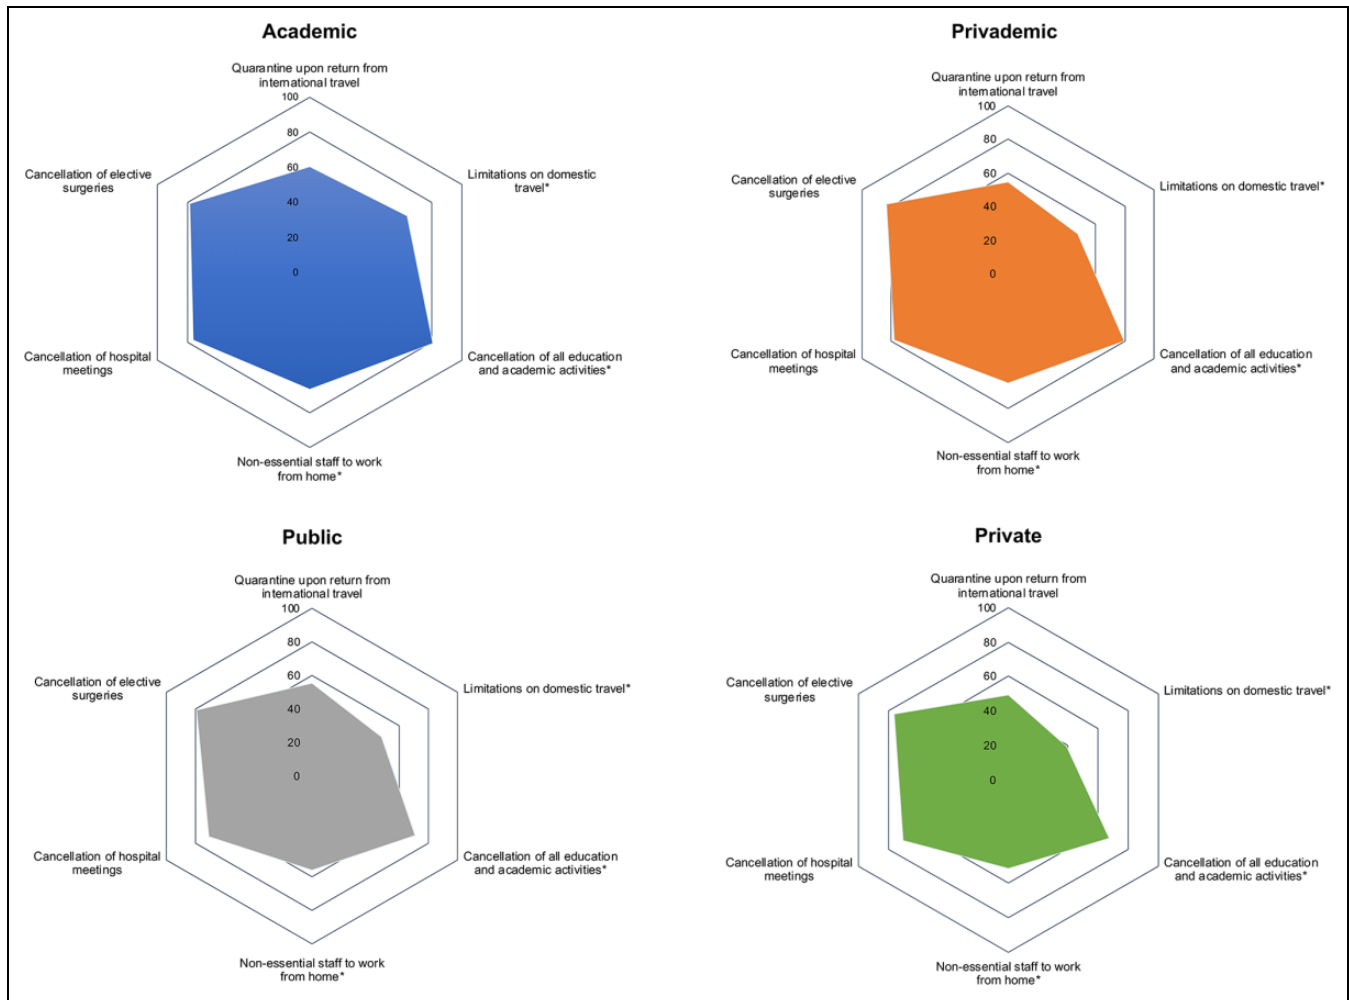 Academic
Quarantine upon return from
international travel
100
80
60
40
20
0
Limitations on domestic
travel*
Cancellation of all education
and academic activities*
Non-essential staff to work
from home*
Cancellation of hospital
meetings
Cancellation of elective
surgeries
Privademic
Quarantine upon return from
international travel
100
80
60
40
20
0
Limitations on domestic travel*
Cancellation of all education
and academic activities*
Non-essential staff to work
from home*
Cancellation of hospital
meetings
Cancellation of elective
surgeries
Public
Quarantine upon return from
international travel
100
80
60
40
20
0
Limitations on domestic travel*
Cancellation of all education
and academic activities*
Non-essential staff to work
from home*
Cancellation of hospital
meetings
Cancellation of elective
surgeries
Private
Quarantine upon return from
international travel
100
80
60
40
20
0
Limitations on domestic travel*
Cancellation of all education
and academic activities*
Non-essential staff to work
from home*
Cancellation of hospital
meetings
Cancellation of elective
surgeries